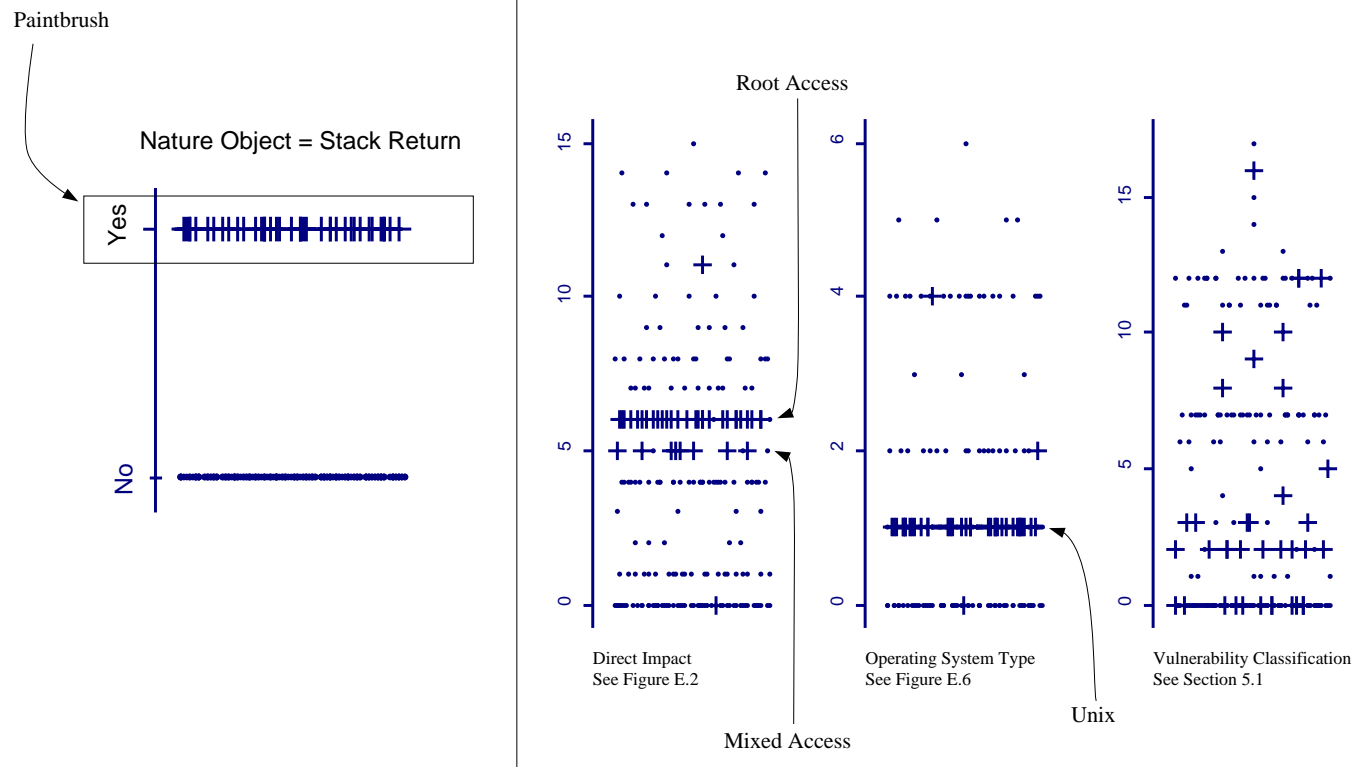 Paintbrush
Nature Object = Stack Return
Yes
No
Root Access
15
10
5
0
Direct Impact
See Figure E.2
Mixed Access
6
4
2
0
Operating System Type
See Figure E.6
Unix
15
10
5
0
Vulnerability Classification
See Section 5.1